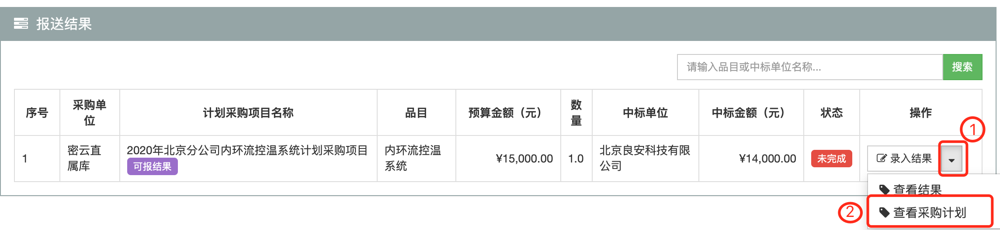 报送结果
请输入品目或中标单位名称...
搜索
序号
采购单
位
计划采购项目名称
品目
预算金额（元）
数
量
中标单位
中标金额（元）
状态
操作
1
密云直
属库
2020年北京分公司内环流控温系统计划采购项目
可报结果
内环流控温
系统
¥15,000.00
1.0
北京良安科技有限
公司
¥14,000.00
未完成
录入结果
1
查看结果
2
查看采购计划